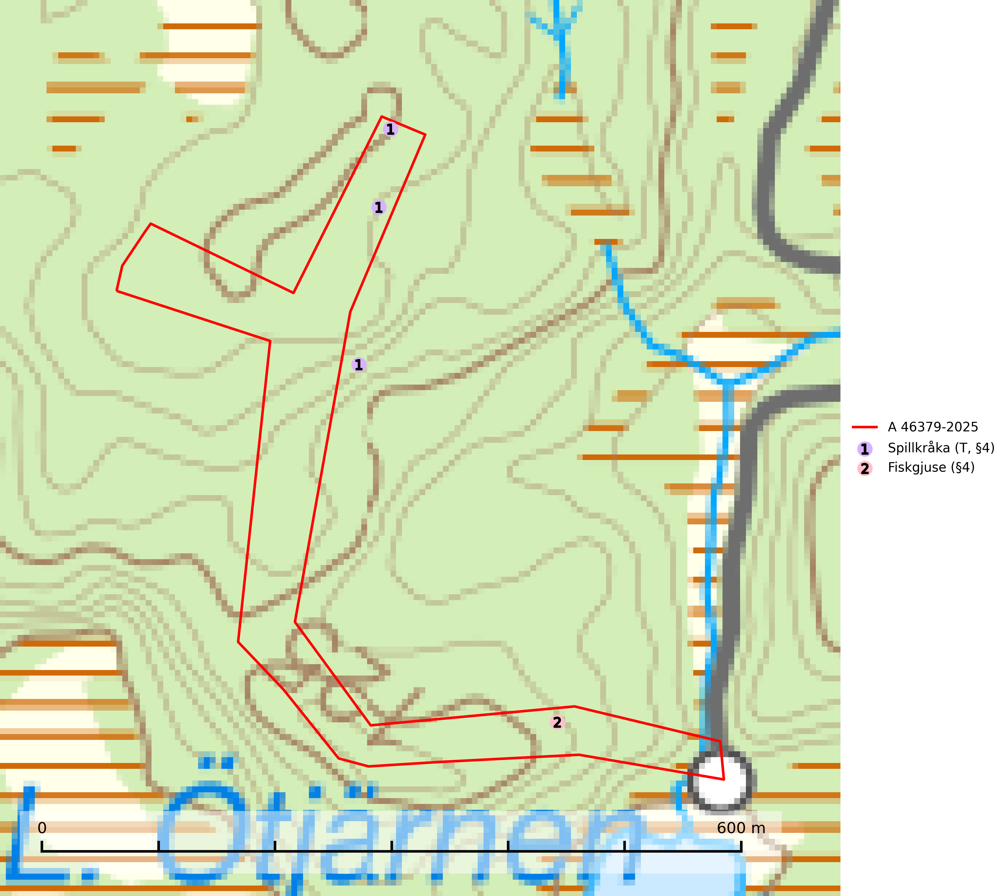 1
1
1
A 46379-2025
1 Spillkråka (T, §4)
2 Fiskgjuse (§4)
2
L. Ötjärnen
0 600 m